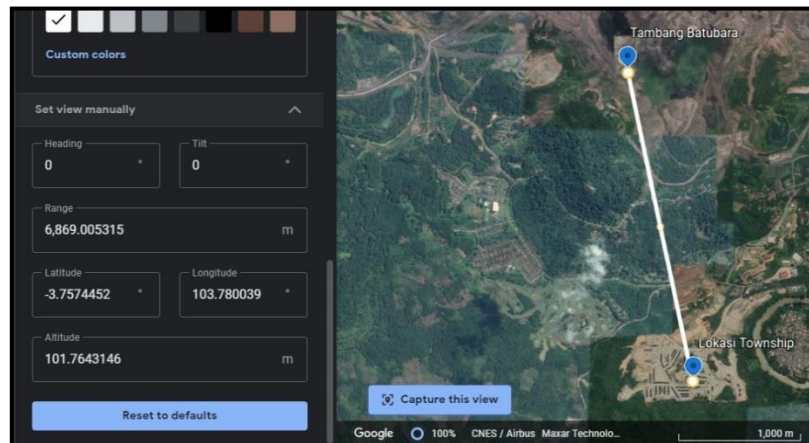 Custom colors
Set view manually
Heading
0 °
Tilt
0 °
Range
6,869.005315 m
Latitude
-3.7574452 °
Longitude
103.780039 °
Altitude
101.7643146 m
Reset to defaults
Tambang Batubara
Lokasi Township
Capture this view
Google 100% CNES / Airbus Maxar Technolo... 1,000 m